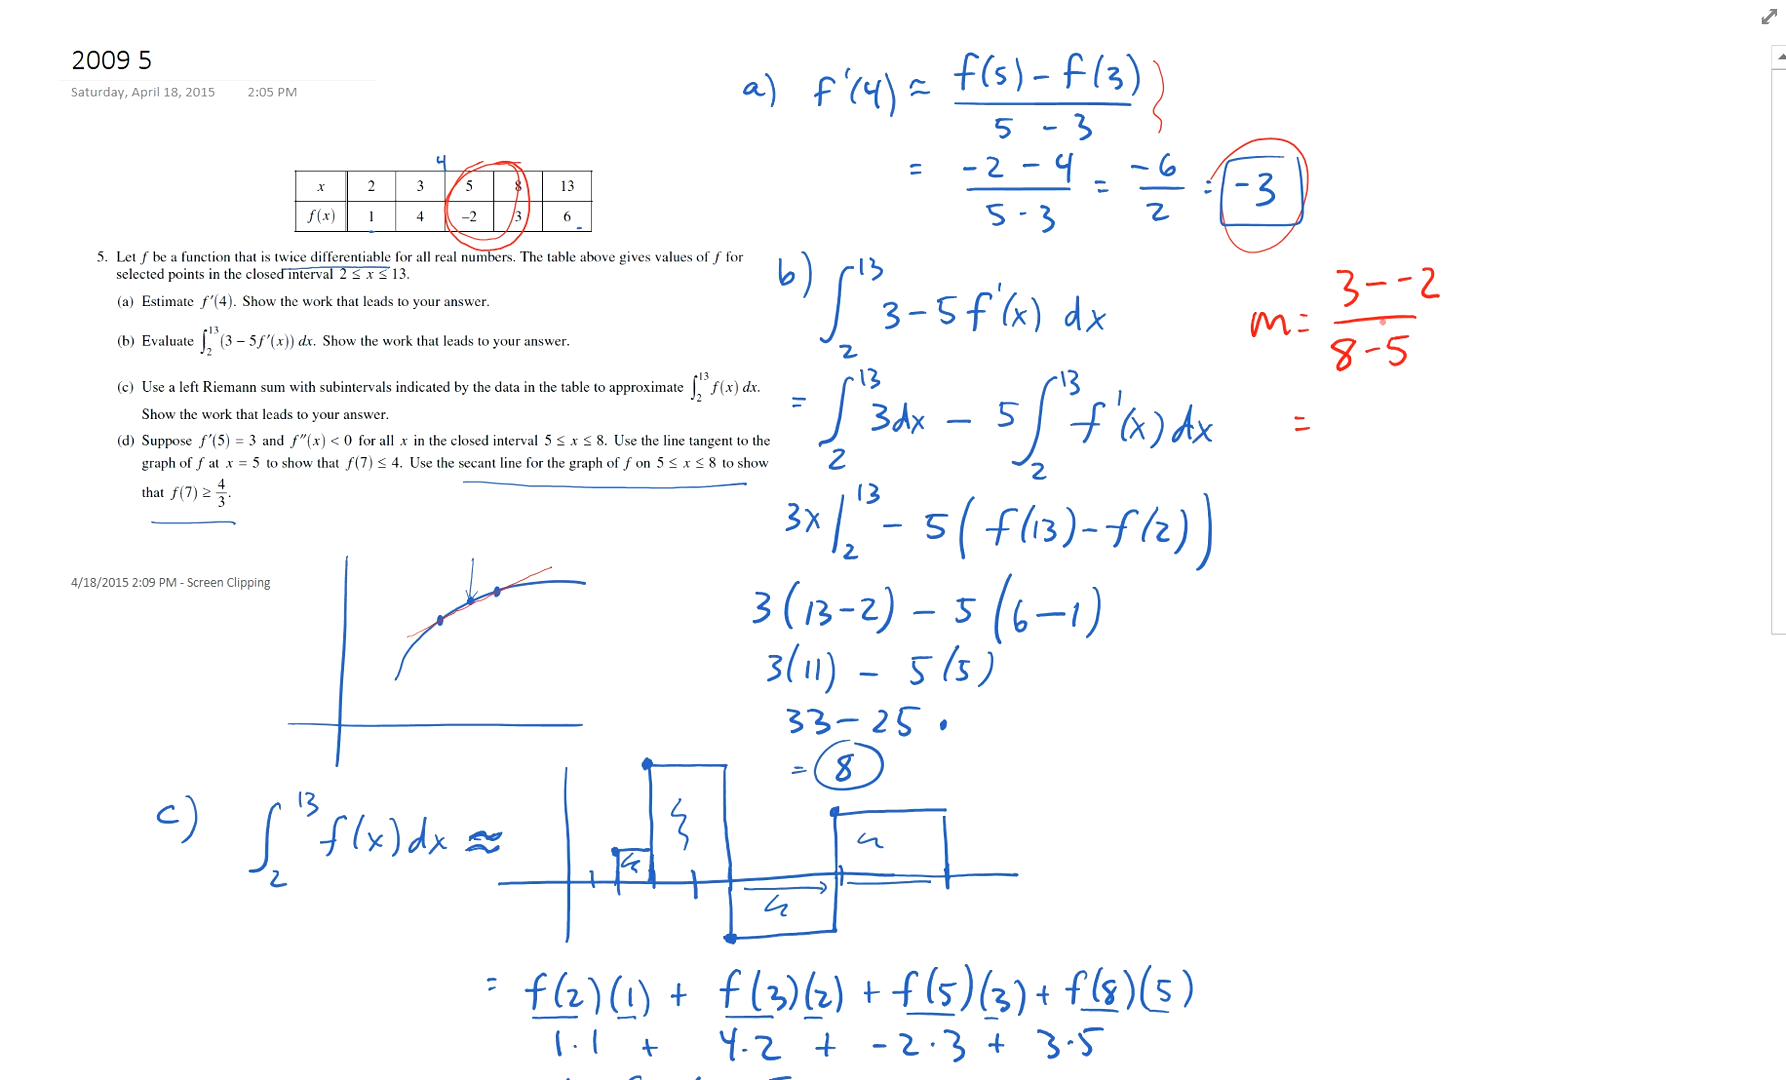 2009 5
Saturday, April 18, 2015 2:05 PM
4
x 2 3 5 8 13
f(x) 1 4 −2 3 6
5. Let f be a function that is twice differentiable for all real numbers. The table above gives values of f for
selected points in the closed interval 2 ≤ x ≤ 13.
(a) Estimate f′(4). Show the work that leads to your answer.
(b) Evaluate ∫₂¹³ (3 − 5f′(x)) dx. Show the work that leads to your answer.
(c) Use a left Riemann sum with subintervals indicated by the data in the table to approximate ∫₂¹³ f(x) dx.
Show the work that leads to your answer.
(d) Suppose f′(5) = 3 and f″(x) < 0 for all x in the closed interval 5 ≤ x ≤ 8. Use the line tangent to the
graph of f at x = 5 to show that f(7) ≤ 4. Use the secant line for the graph of f on 5 ≤ x ≤ 8 to show
that f(7) ≥ 4/3.
4/18/2015 2:09 PM - Screen Clipping
a) f′(4) ≈ (f(5) − f(3))/(5 − 3)
= (−2 − 4)/(5 − 3) = −6/2 = −3
b) ∫₂¹³ 3 − 5f′(x) dx
= ∫₂¹³ 3dx − 5∫₂¹³ f′(x)dx
3x|₂¹³ − 5(f(13) − f(2))
3(13−2) − 5(6−1)
3(11) − 5(5)
33 − 25
= 8
m = (3 − −2)/(8 − 5)
=
c) ∫₂¹³ f(x)dx ≈
= f(2)(1) + f(3)(2) + f(5)(3) + f(8)(5)
1·1 + 4·2 + −2·3 + 3·5